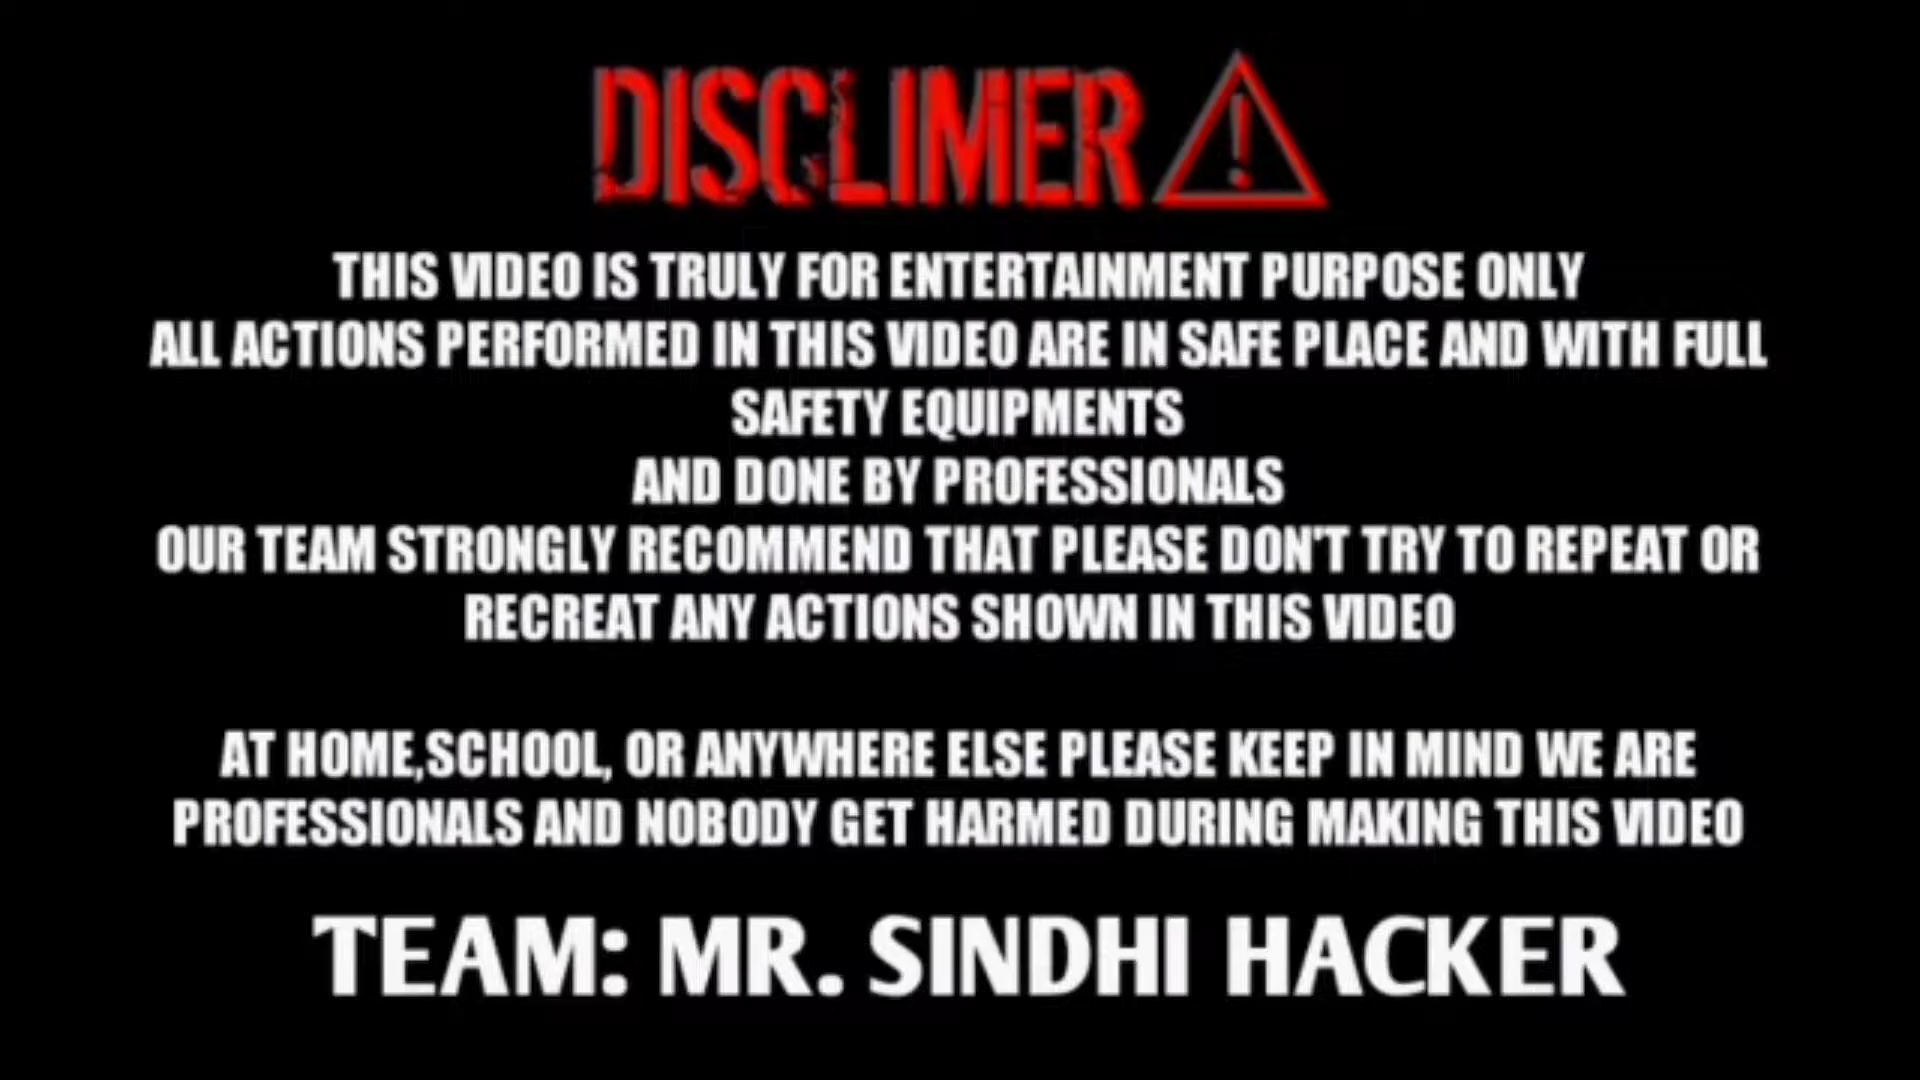 DISCLIMER
THIS VIDEO IS TRULY FOR ENTERTAINMENT PURPOSE ONLY
ALL ACTIONS PERFORMED IN THIS VIDEO ARE IN SAFE PLACE AND WITH FULL
SAFETY EQUIPMENTS
AND DONE BY PROFESSIONALS
OUR TEAM STRONGLY RECOMMEND THAT PLEASE DON'T TRY TO REPEAT OR
RECREAT ANY ACTIONS SHOWN IN THIS VIDEO
AT HOME,SCHOOL, OR ANYWHERE ELSE PLEASE KEEP IN MIND WE ARE
PROFESSIONALS AND NOBODY GET HARMED DURING MAKING THIS VIDEO
TEAM: MR. SINDHI HACKER